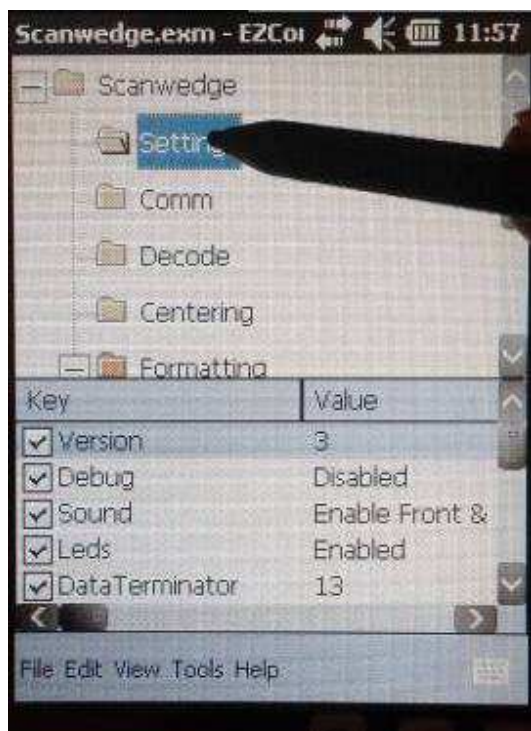 Scanwedge.exm - EZCo 11:57
Scanwedge
Setting
Comm
Decode
Centering
Formatting
Key Value
Version 3
Debug Disabled
Sound Enable Front &
Leds Enabled
DataTerminator 13
File Edit View Tools Help